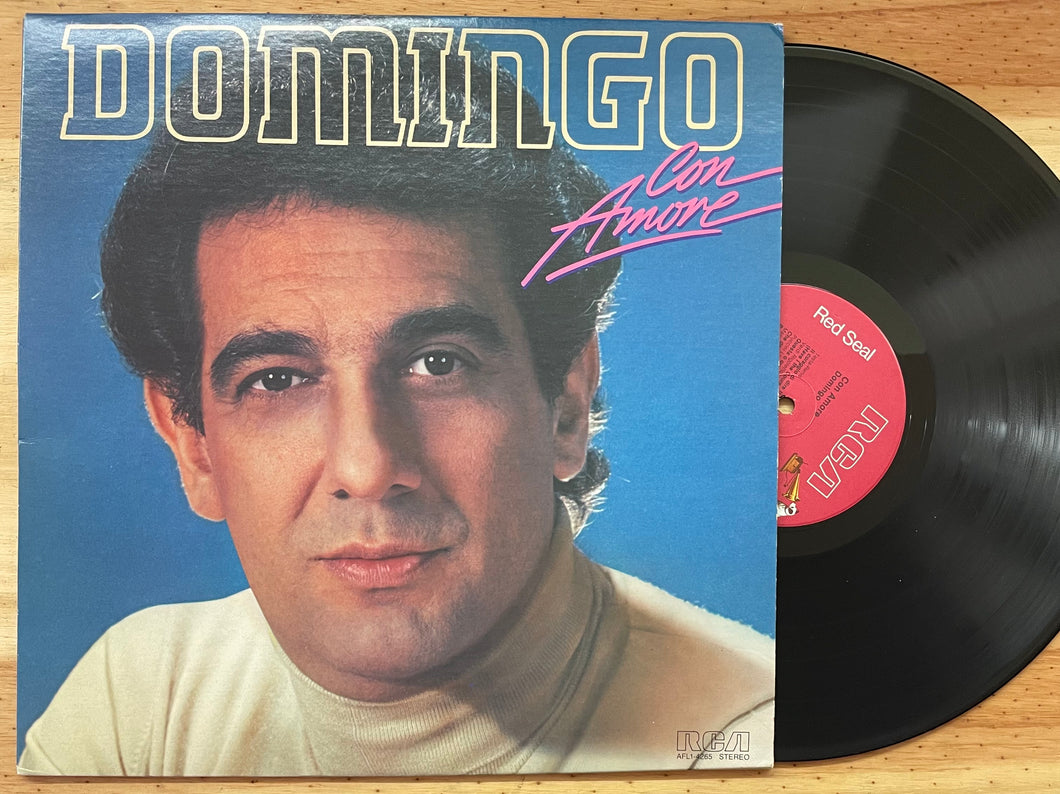 DOMINGO
Con
Amore
RCA
AFL1-4265 STEREO
Red Seal
Con Amore
Domingo
RCA